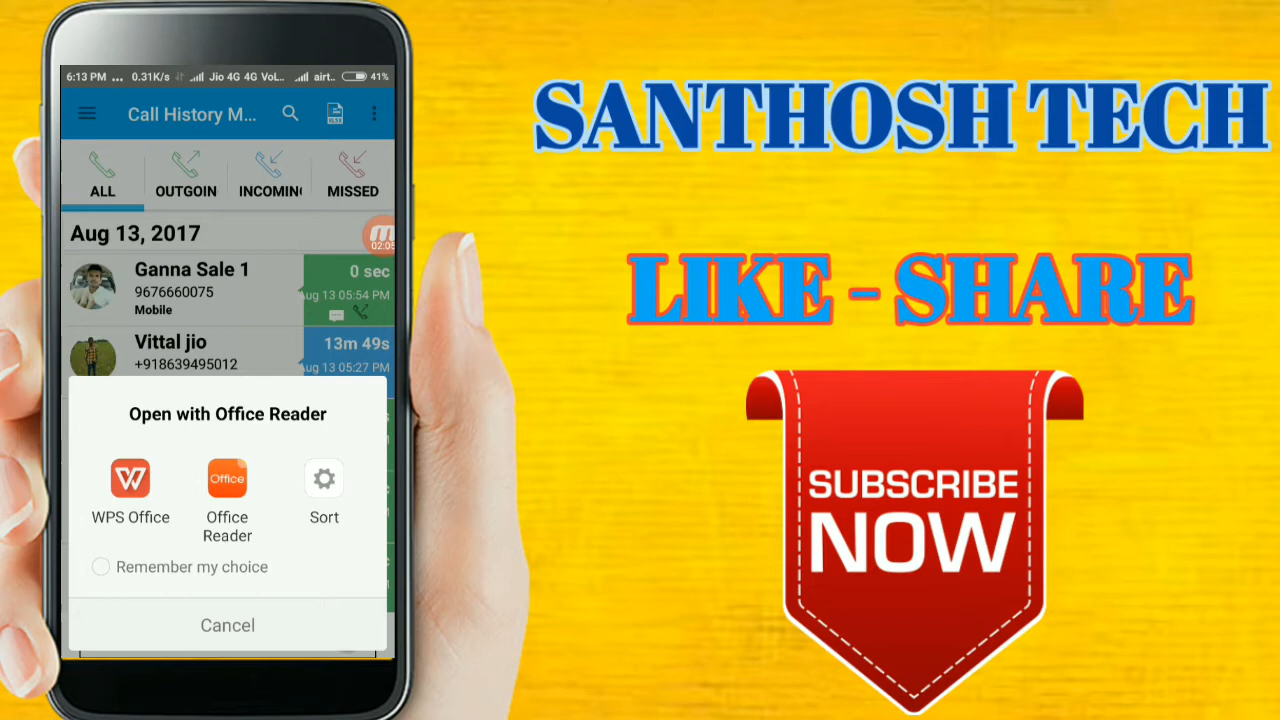 6:13 PM ... 0.31K/s Jio 4G 4G VoL.. airt.. 41%
Call History M...
XLSX
ALL
OUTGOIN
INCOMIN
MISSED
Aug 13, 2017
02:05
Ganna Sale 1
0 sec
9676660075
Aug 13 05:54 PM
Mobile
Vittal jio
13m 49s
+918639495012
Aug 13 05:27 PM
Open with Office Reader
Office
WPS Office
Office
Reader
Sort
Remember my choice
Cancel
SANTHOSH TECH
LIKE - SHARE
SUBSCRIBE
NOW